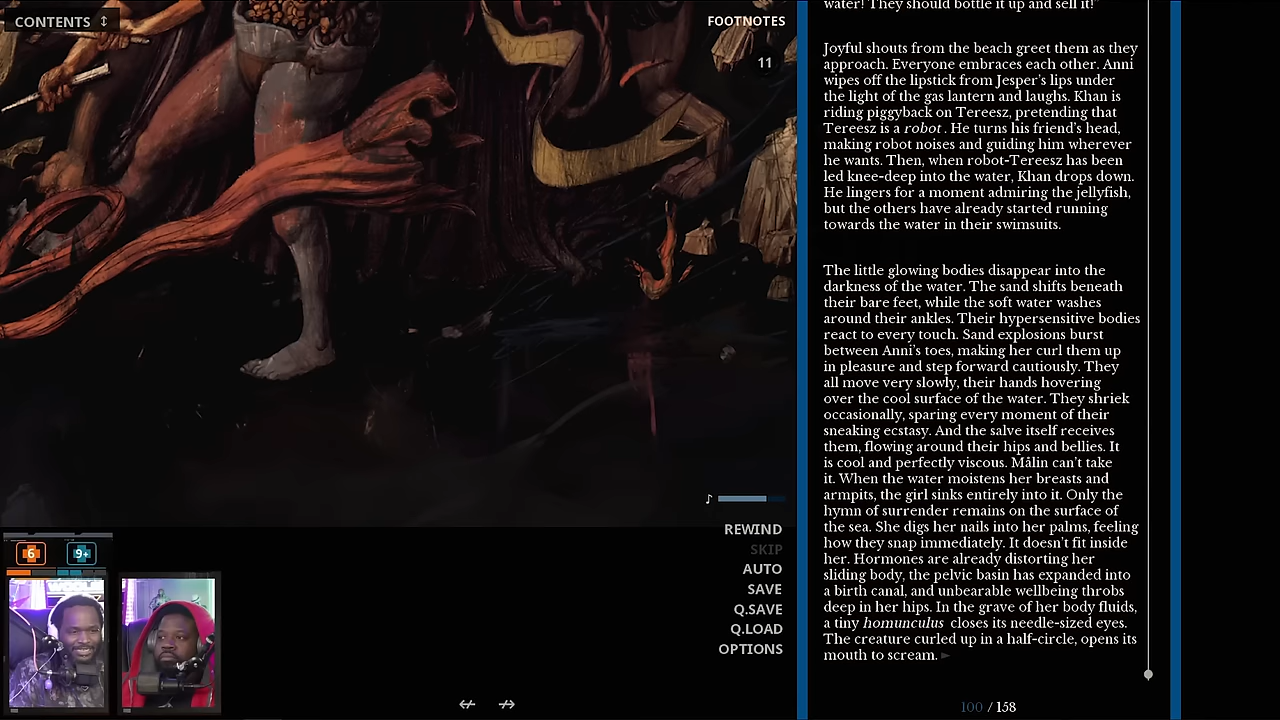 CONTENTS
FOOTNOTES
11
water! They should bottle it up and sell it!"
Joyful shouts from the beach greet them as they
approach. Everyone embraces each other. Anni
wipes off the lipstick from Jesper's lips under
the light of the gas lantern and laughs. Khan is
riding piggyback on Tereesz, pretending that
Tereesz is a robot . He turns his friend's head,
making robot noises and guiding him wherever
he wants. Then, when robot-Tereesz has been
led knee-deep into the water, Khan drops down.
He lingers for a moment admiring the jellyfish,
but the others have already started running
towards the water in their swimsuits.
The little glowing bodies disappear into the
darkness of the water. The sand shifts beneath
their bare feet, while the soft water washes
around their ankles. Their hypersensitive bodies
react to every touch. Sand explosions burst
between Anni's toes, making her curl them up
in pleasure and step forward cautiously. They
all move very slowly, their hands hovering
over the cool surface of the water. They shriek
occasionally, sparing every moment of their
sneaking ecstasy. And the salve itself receives
them, flowing around their hips and bellies. It
is cool and perfectly viscous. Målin can't take
it. When the water moistens her breasts and
armpits, the girl sinks entirely into it. Only the
hymn of surrender remains on the surface of
the sea. She digs her nails into her palms, feeling
how they snap immediately. It doesn't fit inside
her. Hormones are already distorting her
sliding body, the pelvic basin has expanded into
a birth canal, and unbearable wellbeing throbs
deep in her hips. In the grave of her body fluids,
a tiny homunculus closes its needle-sized eyes.
The creature curled up in a half-circle, opens its
mouth to scream.
REWIND
SKIP
AUTO
SAVE
Q.SAVE
Q.LOAD
OPTIONS
6
9+
100 / 158